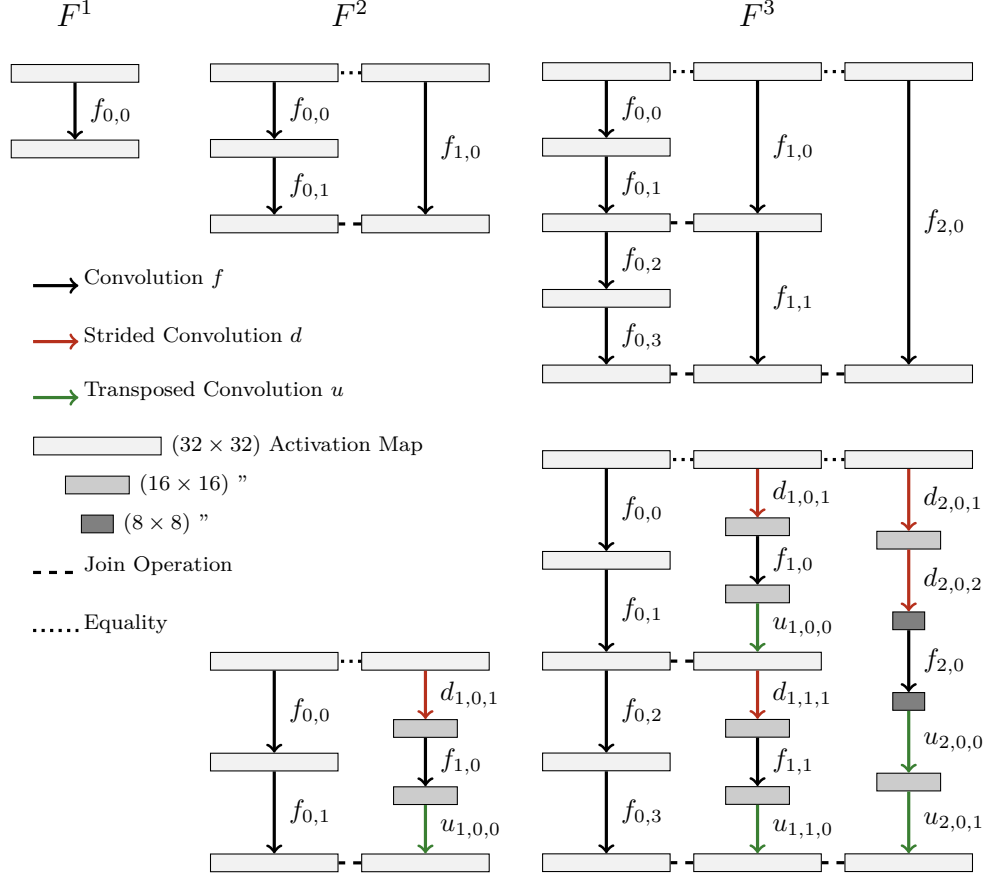 F^1
F^2
F^3
f_{0,0}
f_{0,0}
f_{0,1}
f_{1,0}
f_{0,0}
f_{0,1}
f_{0,2}
f_{0,3}
f_{1,0}
f_{1,1}
f_{2,0}
Convolution f
Strided Convolution d
Transposed Convolution u
(32 × 32) Activation Map
(16 × 16) ”
(8 × 8) ”
Join Operation
Equality
f_{0,0}
f_{0,1}
d_{1,0,1}
f_{1,0}
u_{1,0,0}
f_{0,0}
f_{0,1}
f_{0,2}
f_{0,3}
d_{1,0,1}
f_{1,0}
u_{1,0,0}
d_{1,1,1}
f_{1,1}
u_{1,1,0}
d_{2,0,1}
d_{2,0,2}
f_{2,0}
u_{2,0,0}
u_{2,0,1}